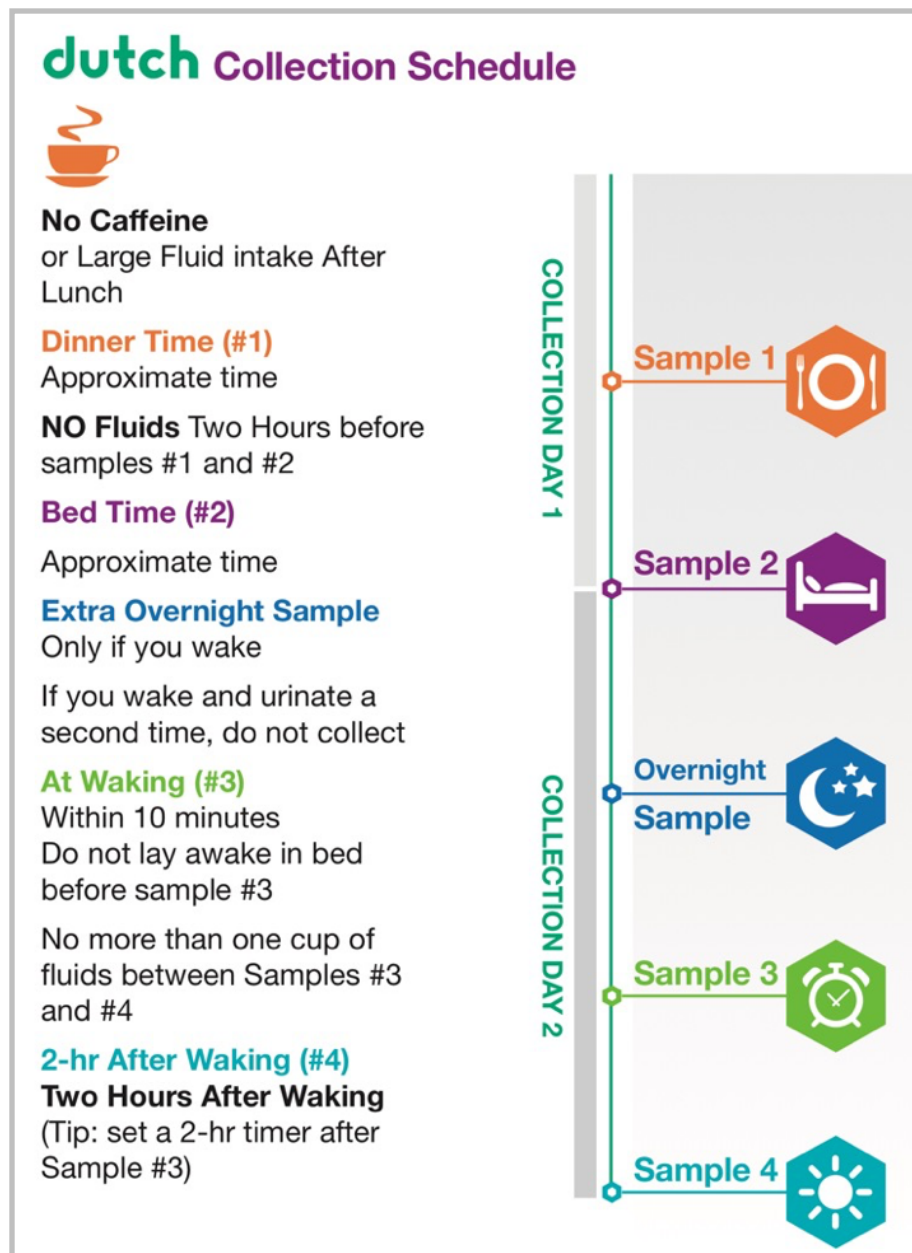 dutch Collection Schedule
No Caffeine
or Large Fluid intake After
Lunch
Dinner Time (#1)
Approximate time
NO Fluids Two Hours before
samples #1 and #2
Bed Time (#2)
Approximate time
Extra Overnight Sample
Only if you wake
If you wake and urinate a
second time, do not collect
At Waking (#3)
Within 10 minutes
Do not lay awake in bed
before sample #3
No more than one cup of
fluids between Samples #3
and #4
2-hr After Waking (#4)
Two Hours After Waking
(Tip: set a 2-hr timer after
Sample #3)
COLLECTION DAY 1
COLLECTION DAY 2
Sample 1
Sample 2
Overnight
Sample
Sample 3
Sample 4